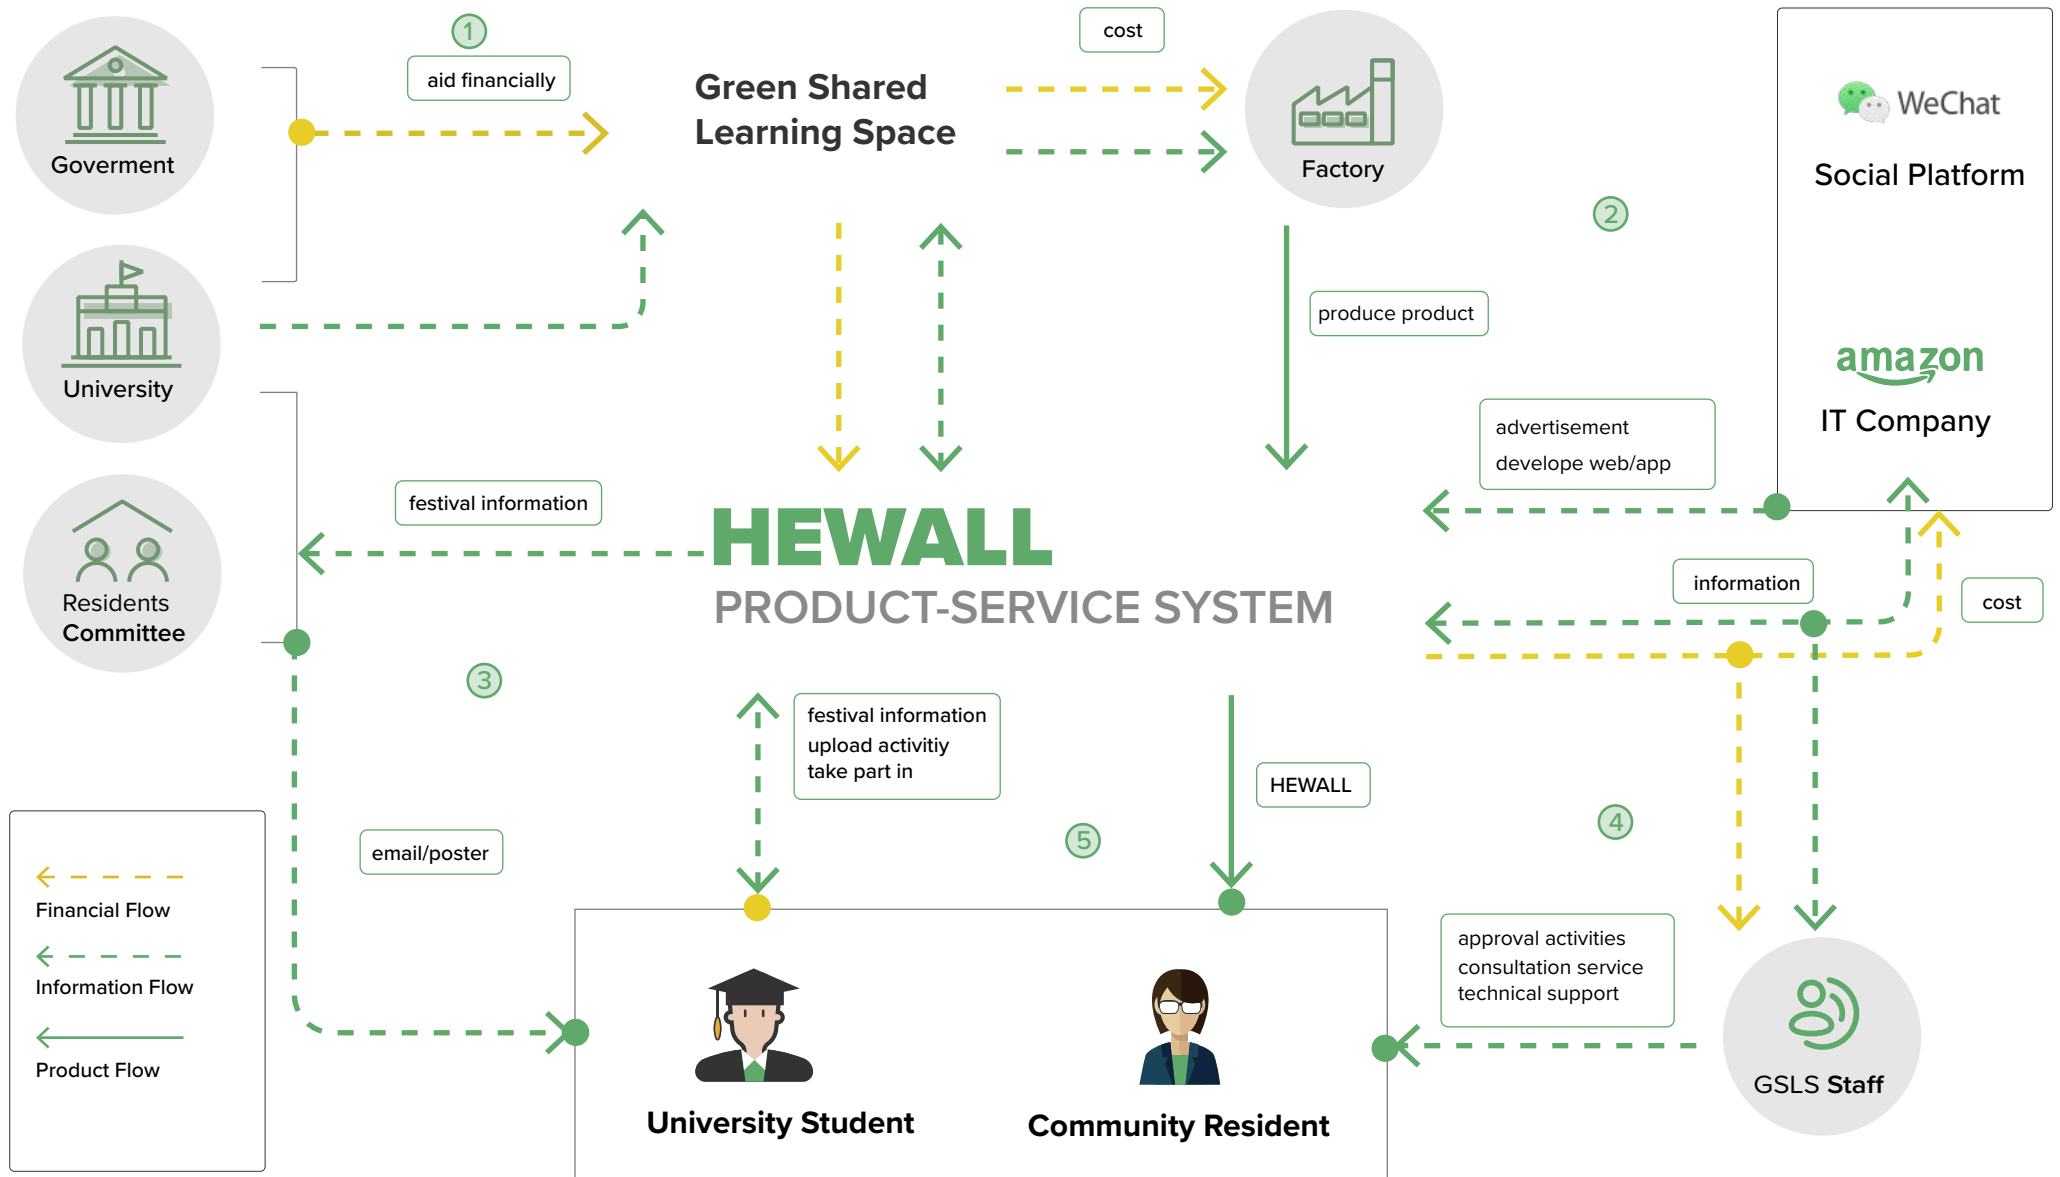 1
aid financially
Goverment
Green Shared
Learning Space
cost
Factory
WeChat
Social Platform
2
University
produce product
amazon
IT Company
advertisement
develope web/app
festival information
HEWALL
PRODUCT-SERVICE SYSTEM
information
cost
Residents
Committee
3
festival information
upload activitiy
take part in
HEWALL
4
5
email/poster
Financial Flow
Information Flow
Product Flow
approval activities
consultation service
technical support
GSLS Staff
University Student
Community Resident